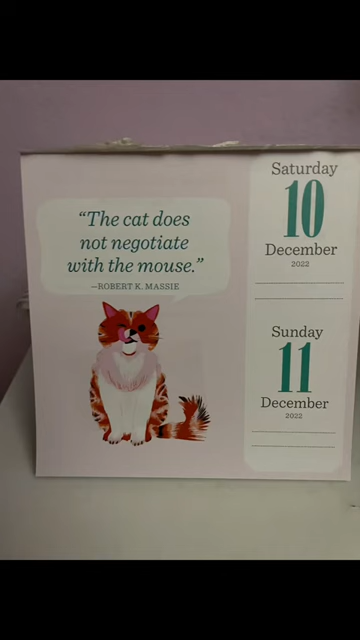 “The cat does
not negotiate
with the mouse.”
—ROBERT K. MASSIE
Saturday
10
December
2022
Sunday
11
December
2022